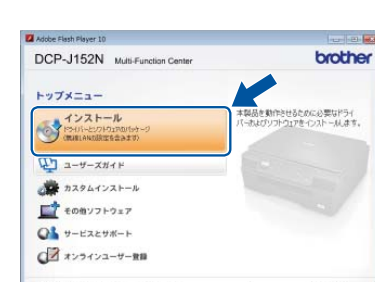 Adobe Flash Player 10
DCP-J152N Multi-Function Center
brother
トップメニュー
インストール
ドライバーとソフトウェアのパッケージ
(無線LANの設定を含みます)
本製品を動作させるために必要なドライ
バーおよびソフトウェアをインストールします。
ユーザーズガイド
カスタムインストール
その他ソフトウェア
サービスとサポート
オンラインユーザー登録